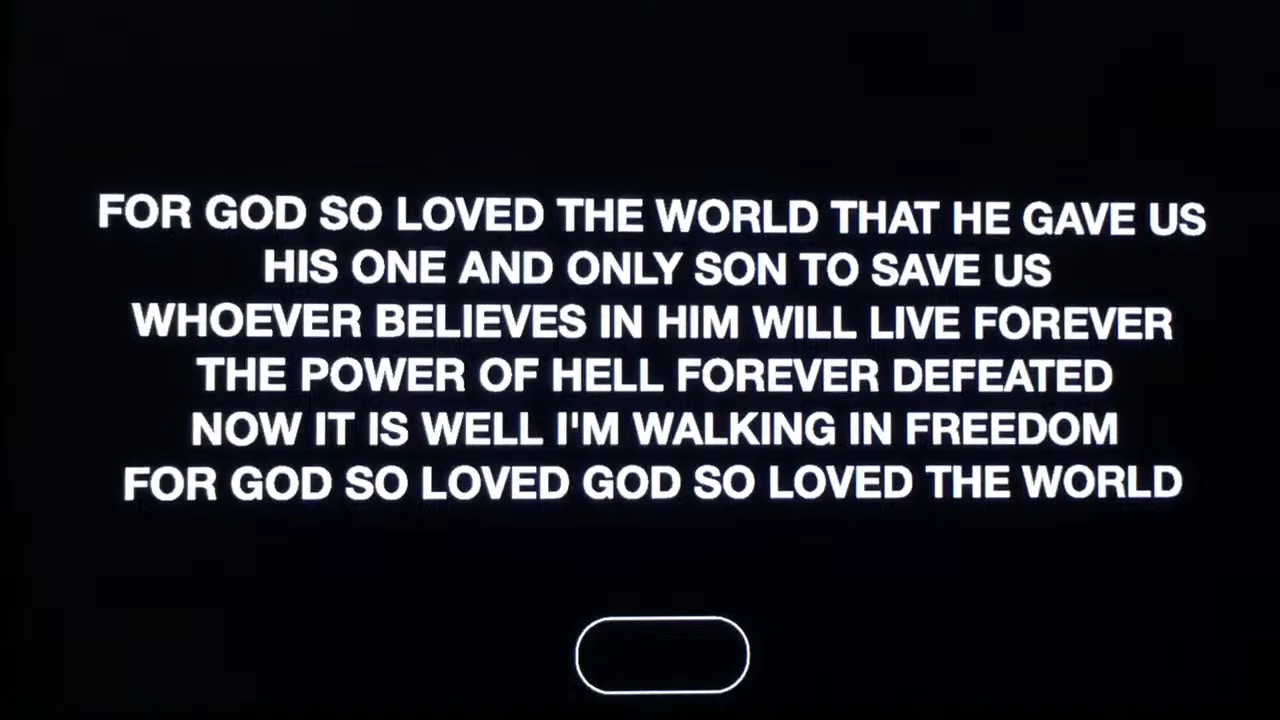 FOR GOD SO LOVED THE WORLD THAT HE GAVE US
HIS ONE AND ONLY SON TO SAVE US
WHOEVER BELIEVES IN HIM WILL LIVE FOREVER
THE POWER OF HELL FOREVER DEFEATED
NOW IT IS WELL I'M WALKING IN FREEDOM
FOR GOD SO LOVED GOD SO LOVED THE WORLD